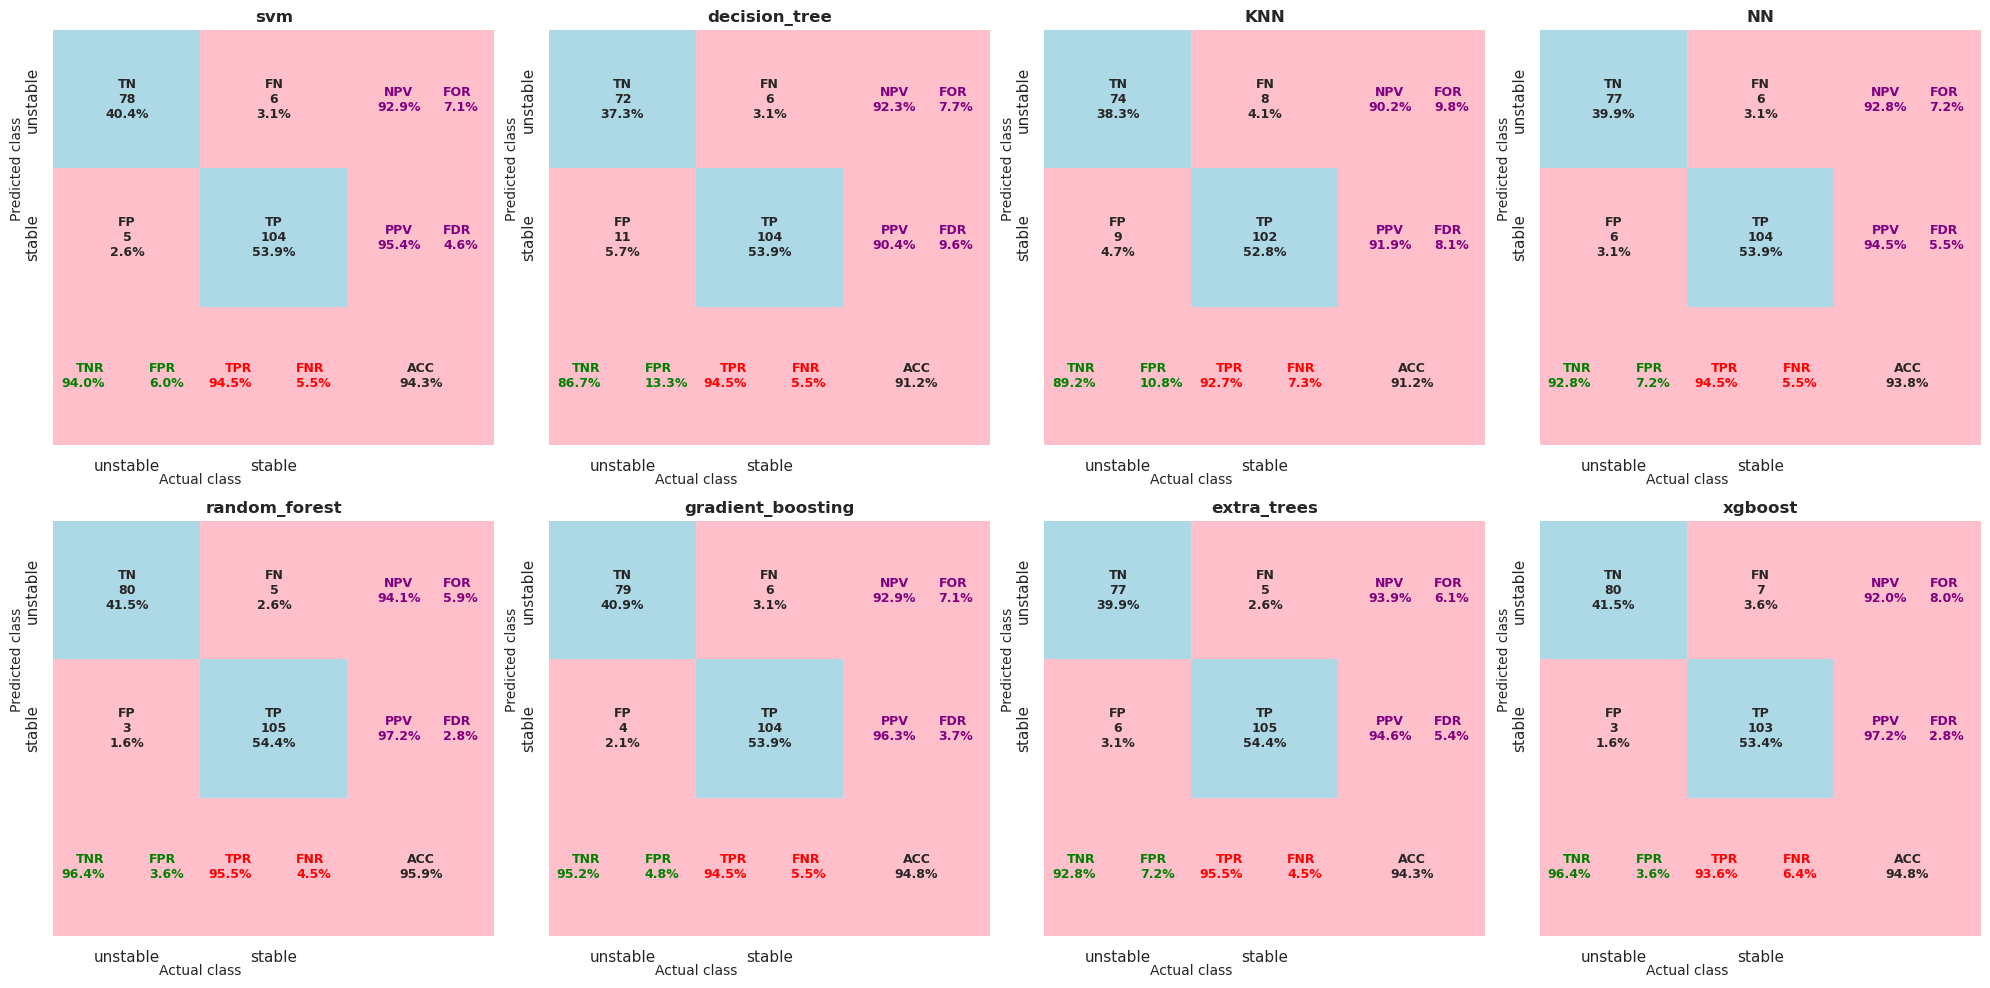 svm
TN
78
40.4%
FN
6
3.1%
NPV
92.9%
FOR
7.1%
FP
5
2.6%
TP
104
53.9%
PPV
95.4%
FDR
4.6%
TNR
94.0%
FPR
6.0%
TPR
94.5%
FNR
5.5%
ACC
94.3%
unstable
stable
Predicted class
unstable
stable
Actual class
decision_tree
TN
72
37.3%
FN
6
3.1%
NPV
92.3%
FOR
7.7%
FP
11
5.7%
TP
104
53.9%
PPV
90.4%
FDR
9.6%
TNR
86.7%
FPR
13.3%
TPR
94.5%
FNR
5.5%
ACC
91.2%
unstable
stable
Predicted class
unstable
stable
Actual class
KNN
TN
74
38.3%
FN
8
4.1%
NPV
90.2%
FOR
9.8%
FP
9
4.7%
TP
102
52.8%
PPV
91.9%
FDR
8.1%
TNR
89.2%
FPR
10.8%
TPR
92.7%
FNR
7.3%
ACC
91.2%
unstable
stable
Predicted class
unstable
stable
Actual class
NN
TN
77
39.9%
FN
6
3.1%
NPV
92.8%
FOR
7.2%
FP
6
3.1%
TP
104
53.9%
PPV
94.5%
FDR
5.5%
TNR
92.8%
FPR
7.2%
TPR
94.5%
FNR
5.5%
ACC
93.8%
unstable
stable
Predicted class
unstable
stable
Actual class
random_forest
TN
80
41.5%
FN
5
2.6%
NPV
94.1%
FOR
5.9%
FP
3
1.6%
TP
105
54.4%
PPV
97.2%
FDR
2.8%
TNR
96.4%
FPR
3.6%
TPR
95.5%
FNR
4.5%
ACC
95.9%
unstable
stable
Predicted class
unstable
stable
Actual class
gradient_boosting
TN
79
40.9%
FN
6
3.1%
NPV
92.9%
FOR
7.1%
FP
4
2.1%
TP
104
53.9%
PPV
96.3%
FDR
3.7%
TNR
95.2%
FPR
4.8%
TPR
94.5%
FNR
5.5%
ACC
94.8%
unstable
stable
Predicted class
unstable
stable
Actual class
extra_trees
TN
77
39.9%
FN
5
2.6%
NPV
93.9%
FOR
6.1%
FP
6
3.1%
TP
105
54.4%
PPV
94.6%
FDR
5.4%
TNR
92.8%
FPR
7.2%
TPR
95.5%
FNR
4.5%
ACC
94.3%
unstable
stable
Predicted class
unstable
stable
Actual class
xgboost
TN
80
41.5%
FN
7
3.6%
NPV
92.0%
FOR
8.0%
FP
3
1.6%
TP
103
53.4%
PPV
97.2%
FDR
2.8%
TNR
96.4%
FPR
3.6%
TPR
93.6%
FNR
6.4%
ACC
94.8%
unstable
stable
Predicted class
unstable
stable
Actual class